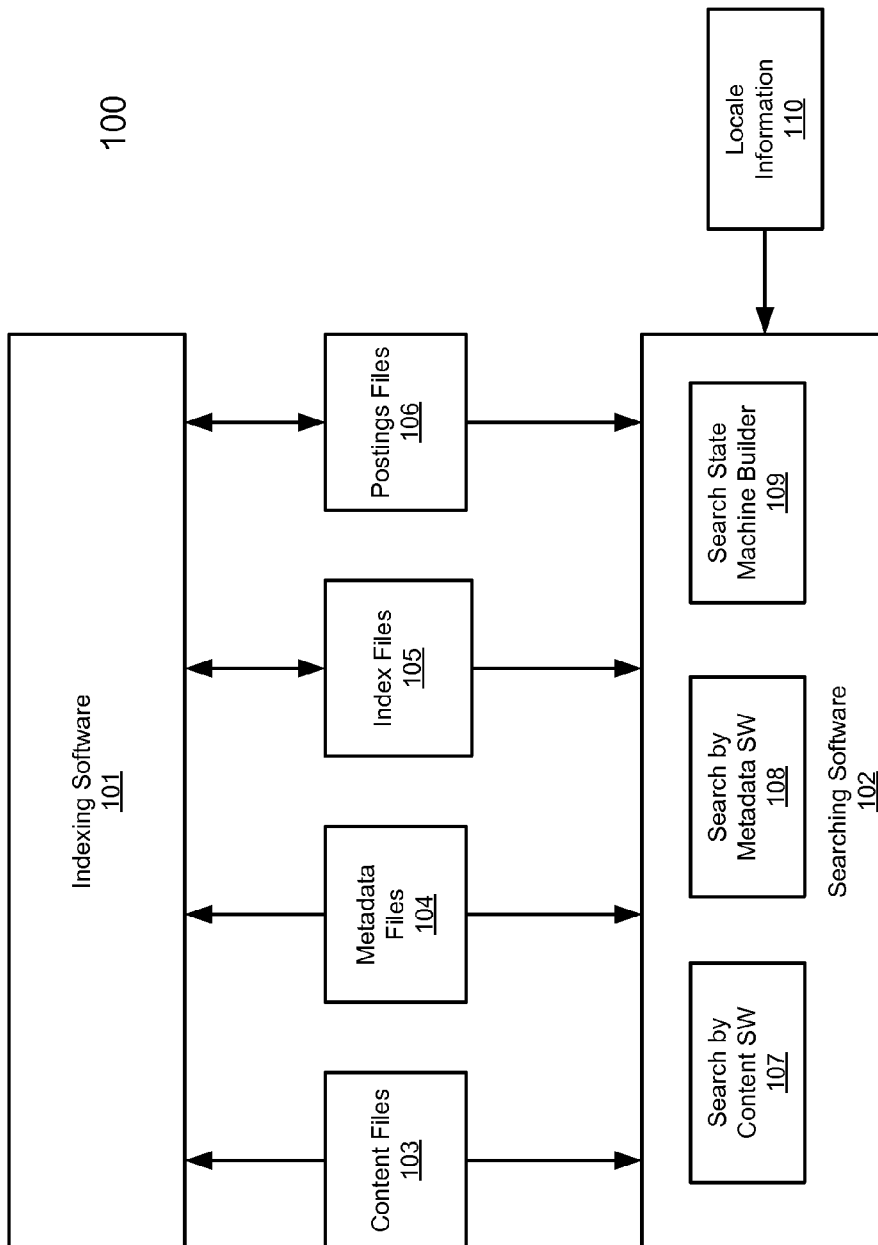 100
Indexing Software
101
Content Files
103
Metadata
Files
104
Index Files
105
Postings Files
106
Search by
Content SW
107
Search by
Metadata SW
108
Search State
Machine Builder
109
Searching Software
102
Locale
Information
110